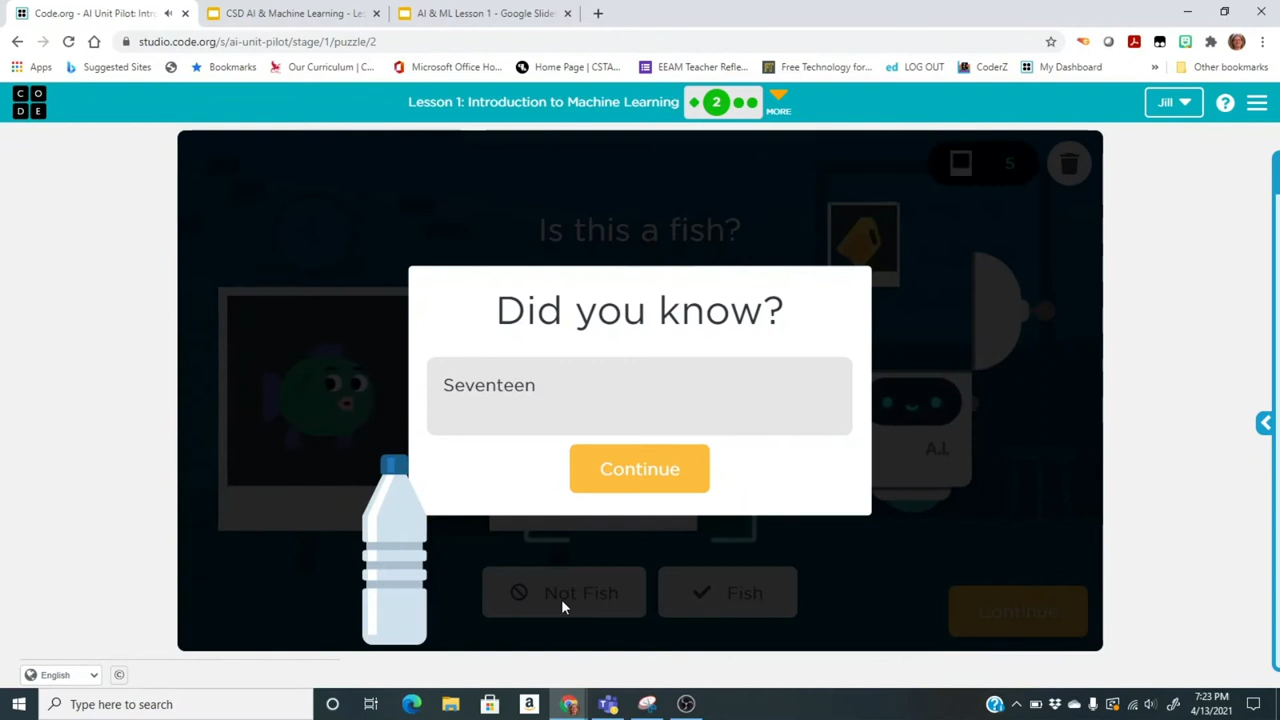 Code.org - AI Unit Pilot: Intr
CSD AI & Machine Learning - Les
AI & ML Lesson 1 - Google Slide
studio.code.org/s/ai-unit-pilot/stage/1/puzzle/2
Apps Suggested Sites Bookmarks Our Curriculum | C... Microsoft Office Ho... Home Page | CSTA... EEAM Teacher Refle... Free Technology for... ed LOG OUT CoderZ My Dashboard » Other bookmarks
C O
D E
Lesson 1: Introduction to Machine Learning 2 MORE Jill ?
5
Is this a fish?
Did you know?
Seventeen
Continue
A.I.
Not Fish Fish
Continue
English ©
Type here to search
7:23 PM
4/13/2021